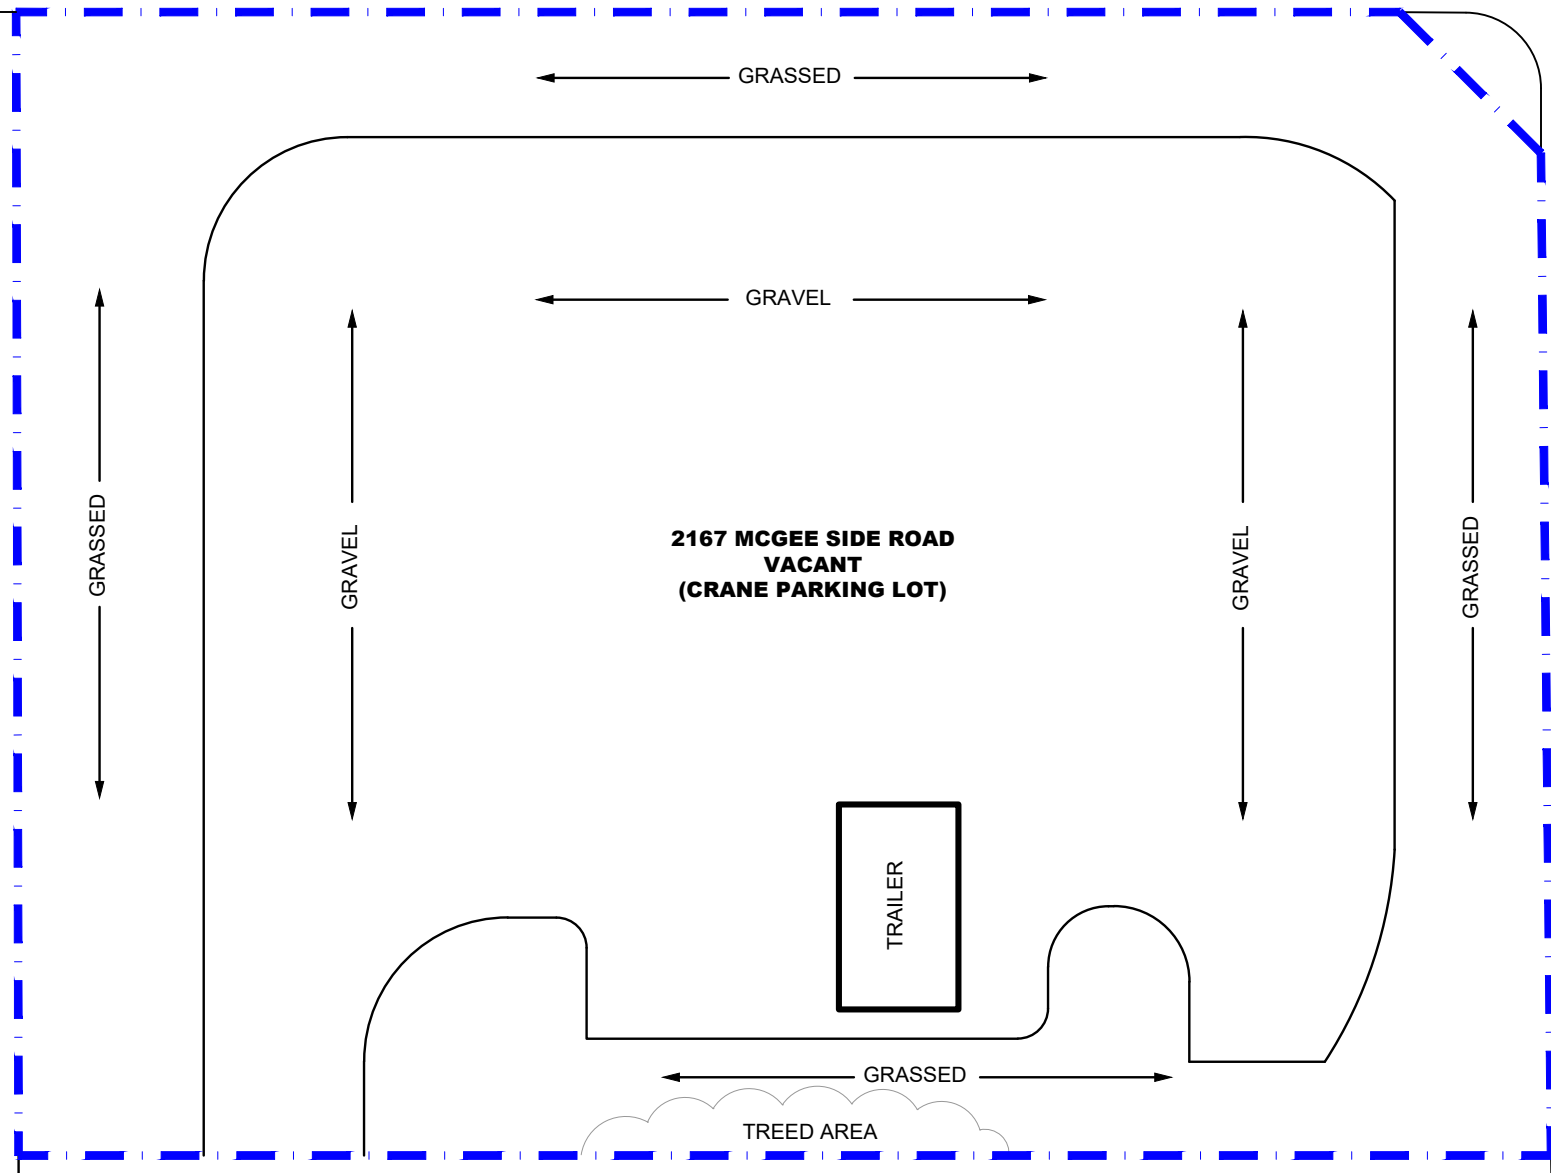 GRASSED
GRAVEL
GRASSED
GRAVEL
2167 MCGEE SIDE ROAD
VACANT
(CRANE PARKING LOT)
GRAVEL
GRASSED
TRAILER
GRASSED
TREED AREA